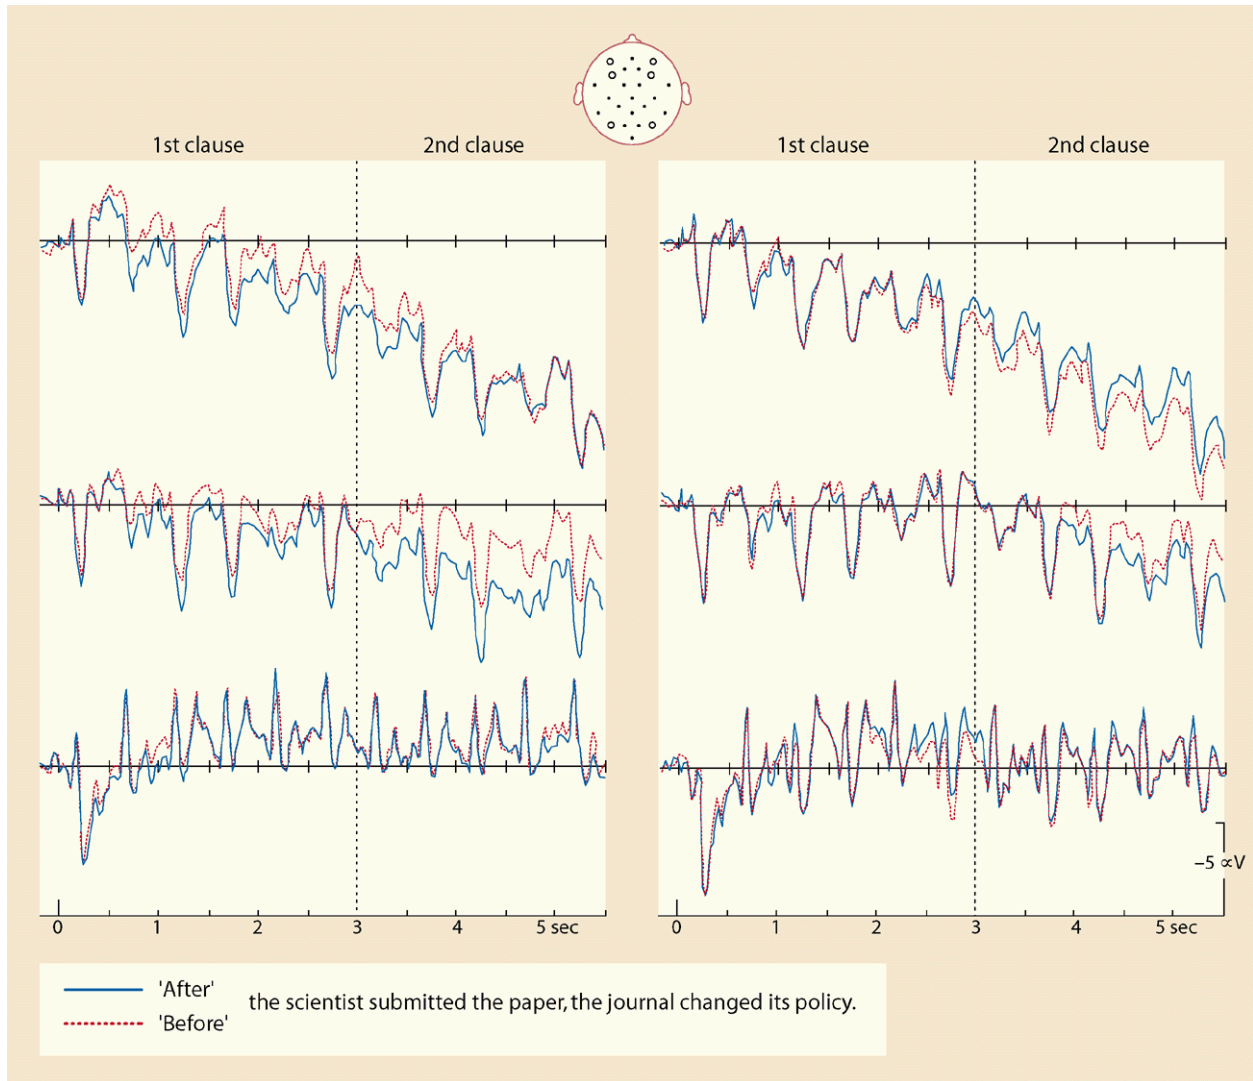 1st clause 2nd clause 1st clause 2nd clause
–5 ∝V
0 1 2 3 4 5 sec 0 1 2 3 4 5 sec
'After'
the scientist submitted the paper, the journal changed its policy.
'Before'